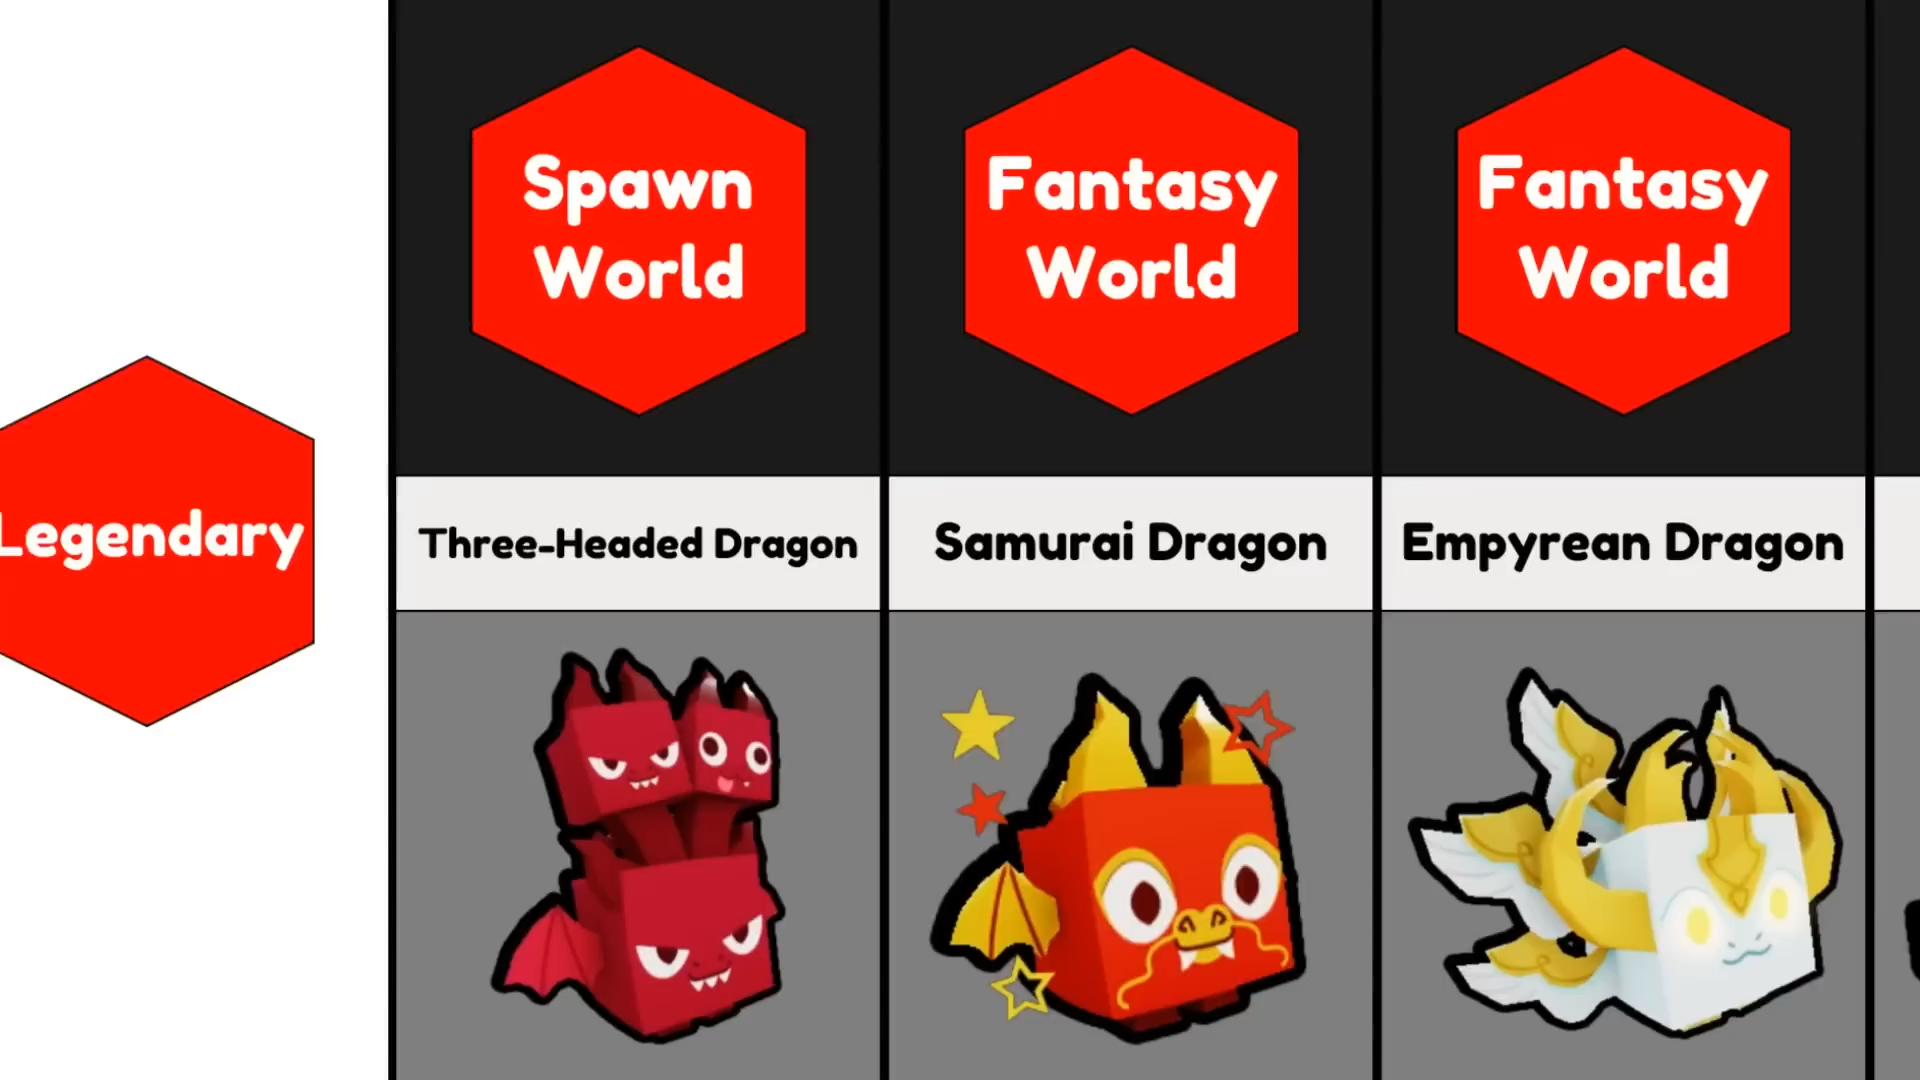 Legendary
Spawn
World
Three-Headed Dragon
Fantasy
World
Samurai Dragon
Fantasy
World
Empyrean Dragon